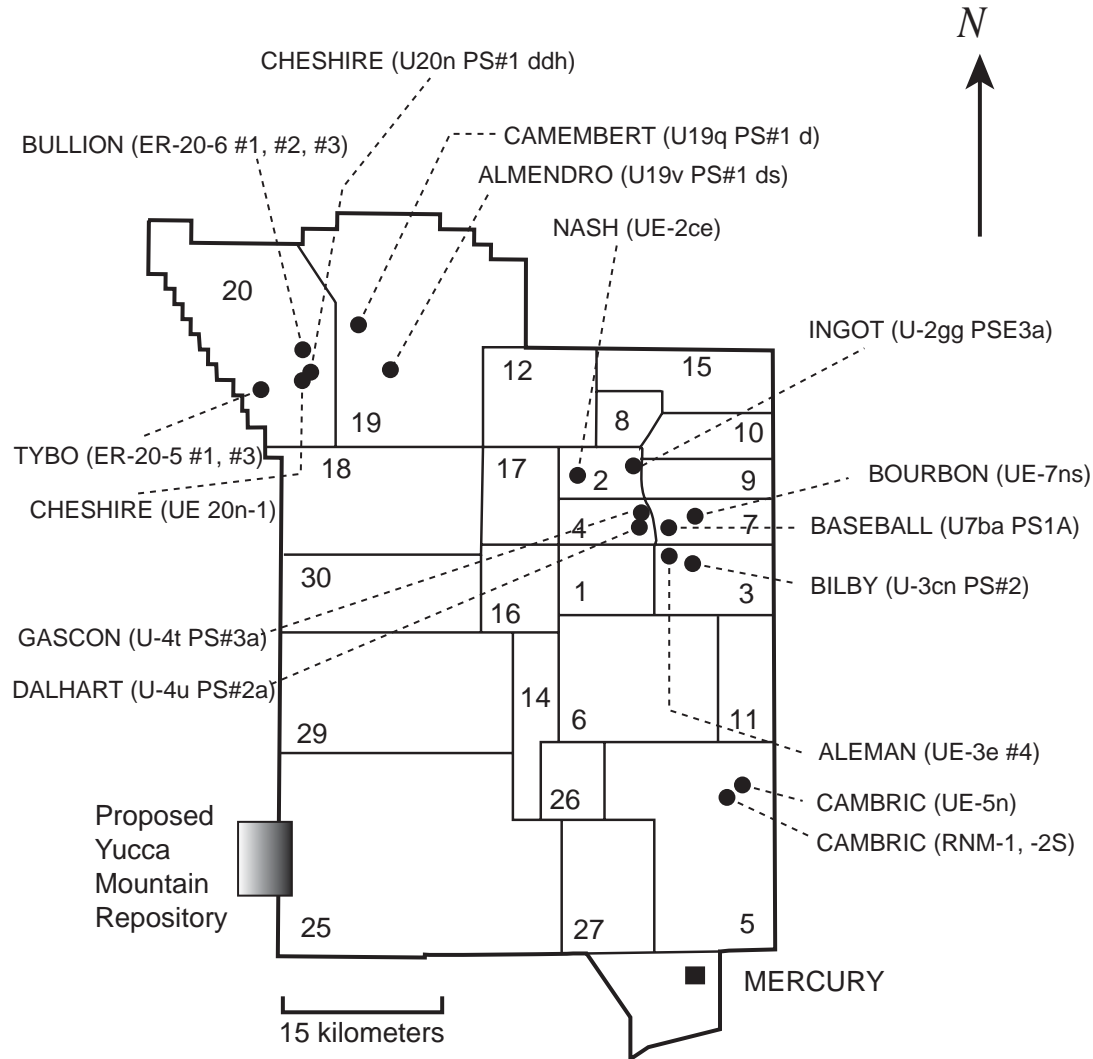 N
CHESHIRE (U20n PS#1 ddh)
CAMEMBERT (U19q PS#1 d)
BULLION (ER-20-6 #1, #2, #3)
ALMENDRO (U19v PS#1 ds)
NASH (UE-2ce)
20
INGOT (U-2gg PSE3a)
12
15
19
8
10
TYBO (ER-20-5 #1, #3)
18
17
2
9
BOURBON (UE-7ns)
CHESHIRE (UE 20n-1)
4
7
BASEBALL (U7ba PS1A)
30
1
3
BILBY (U-3cn PS#2)
16
GASCON (U-4t PS#3a)
DALHART (U-4u PS#2a)
14
29
6
11
ALEMAN (UE-3e #4)
26
CAMBRIC (UE-5n)
CAMBRIC (RNM-1, -2S)
Proposed
Yucca
Mountain
Repository
25
27
5
MERCURY
15 kilometers